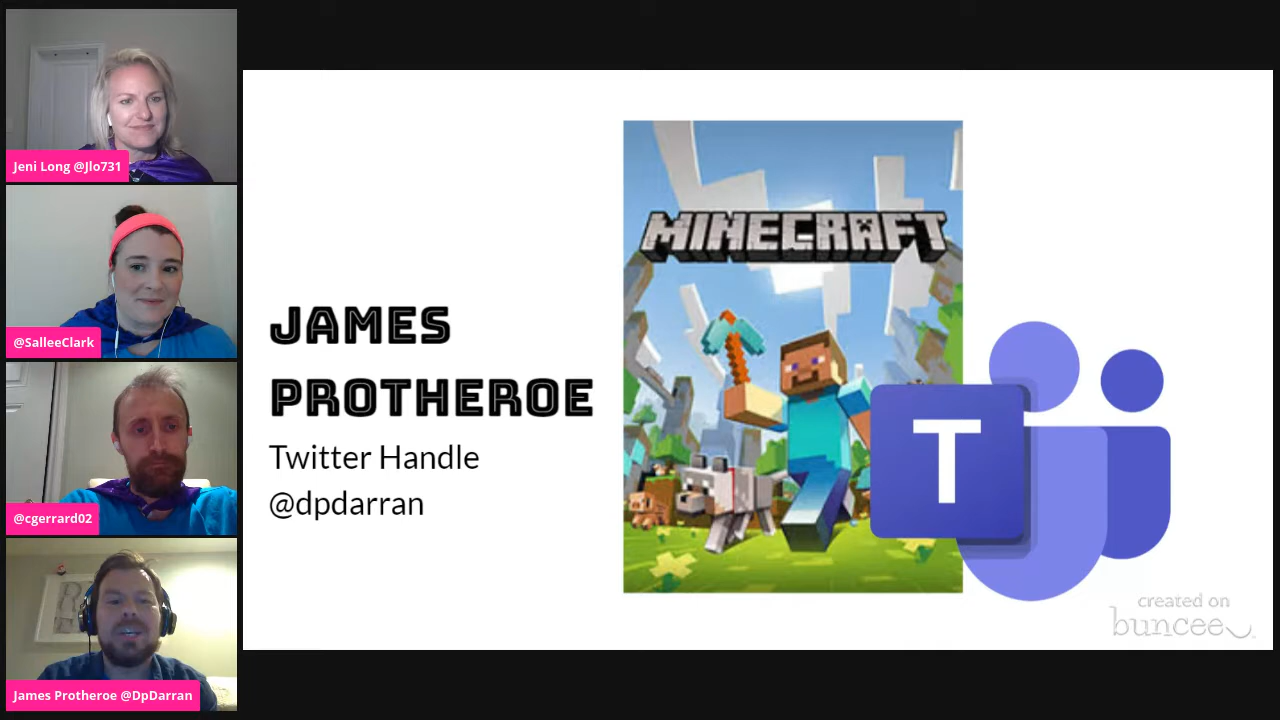 Jeni Long @Jlo731
@SalleeClark
@cgerrard02
James Protheroe @DpDarran
JAMES
PROTHEROE
Twitter Handle
@dpdarran
MINECRAFT
T
created on
buncee